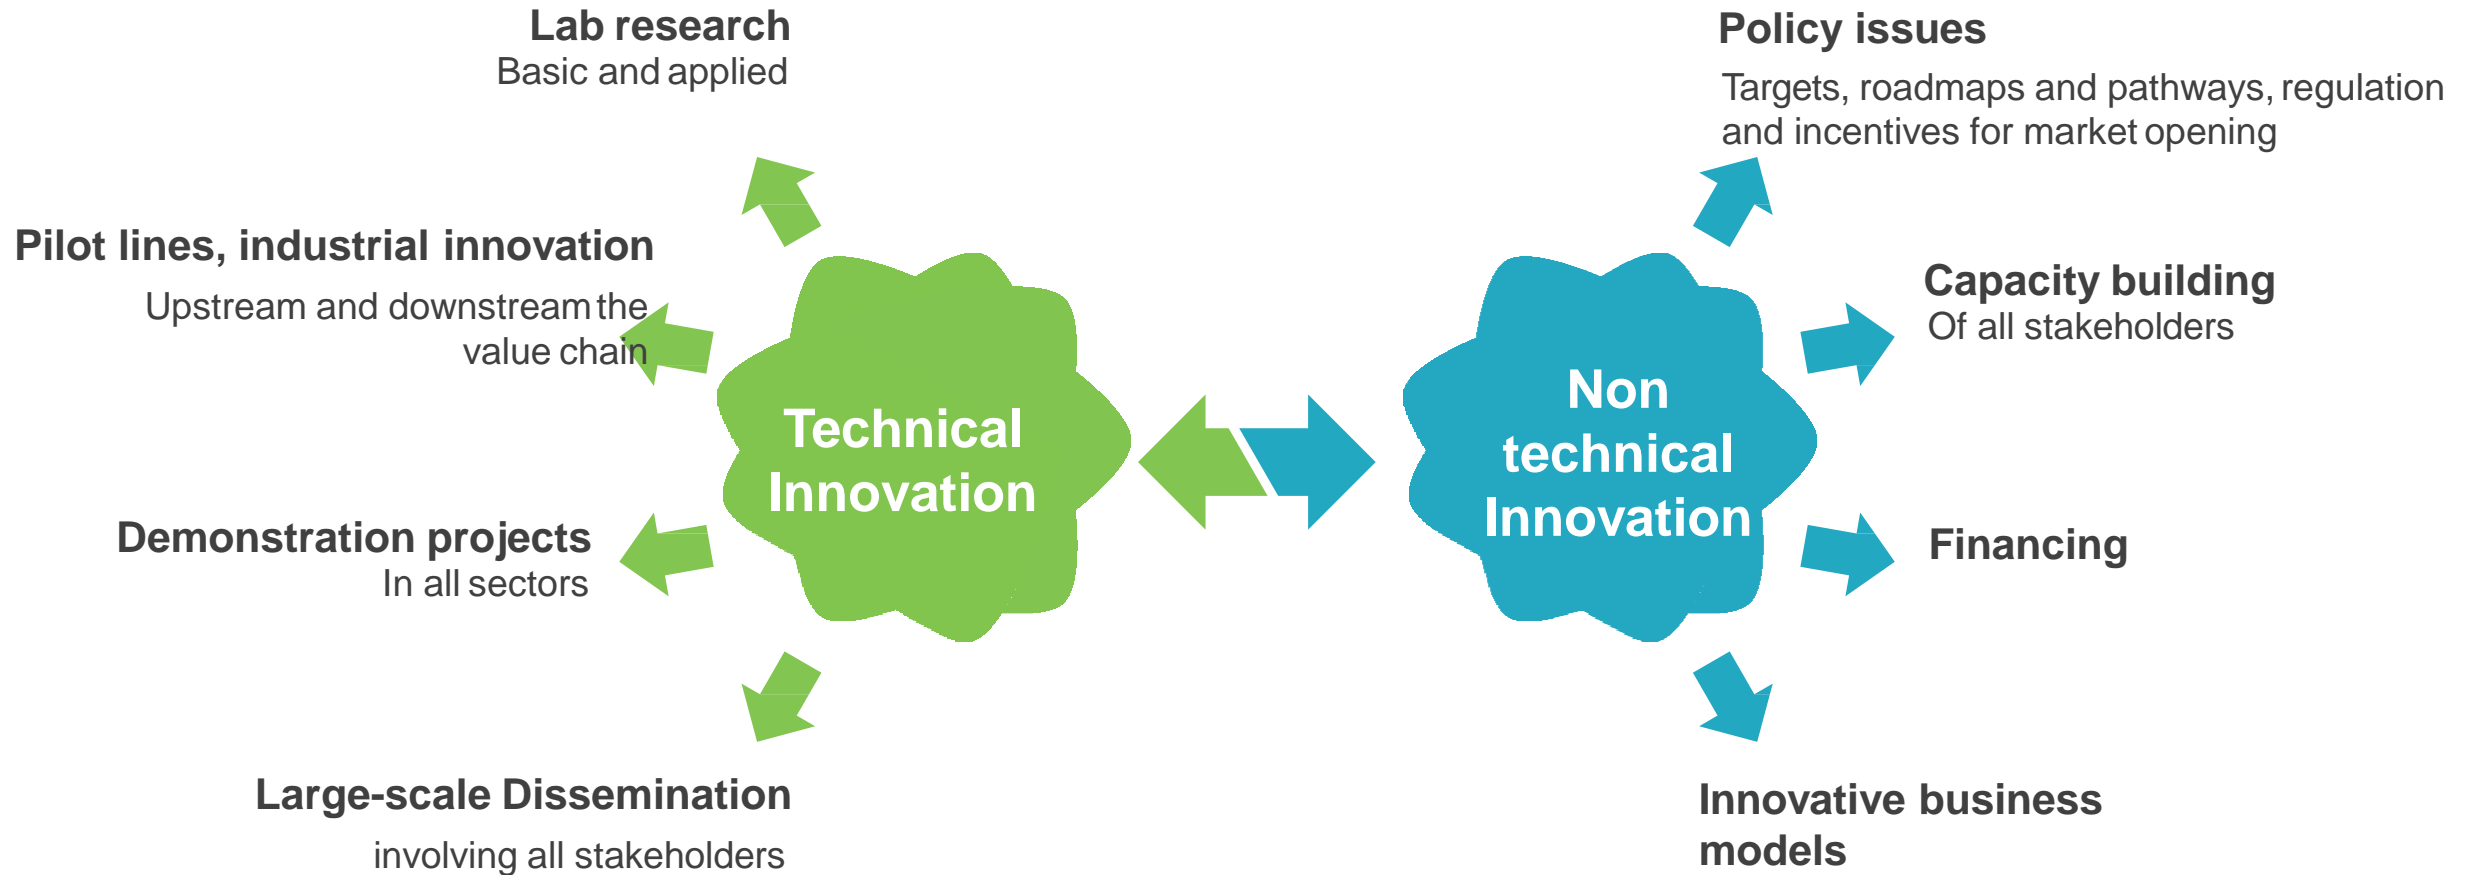 Lab research
Basic and applied
Pilot lines, industrial innovation
Upstream and downstream the
value chain
Technical
Innovation
Demonstration projects
In all sectors
Large-scale Dissemination
involving all stakeholders
Policy issues
Targets, roadmaps and pathways, regulation
and incentives for market opening
Capacity building
Of all stakeholders
Non
technical
Innovation
Financing
Innovative business
models